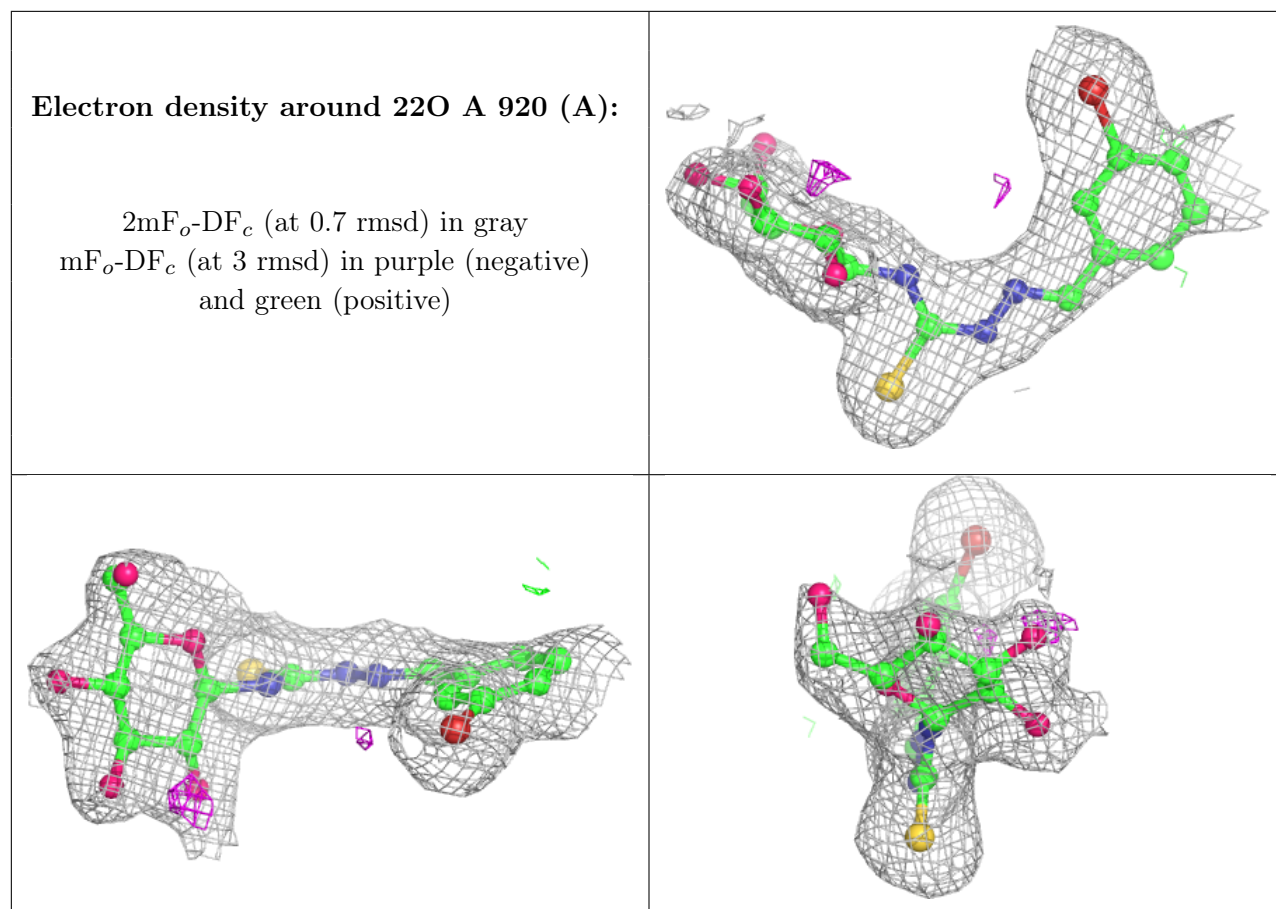 Electron density around 22O A 920 (A):
2mFo-DFc (at 0.7 rmsd) in gray
mFo-DFc (at 3 rmsd) in purple (negative)
and green (positive)